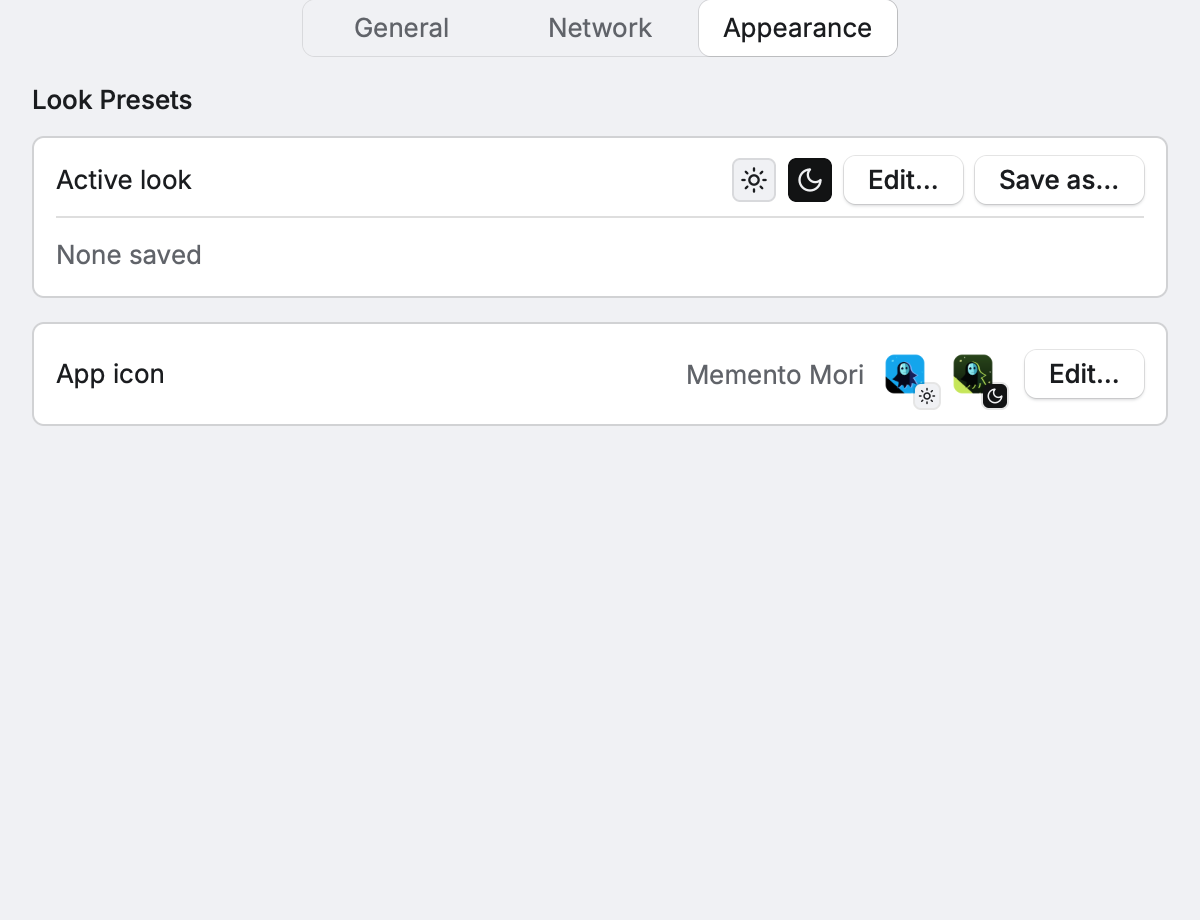 General Network Appearance
Look Presets
Active look Edit... Save as...
None saved
App icon Memento Mori Edit...